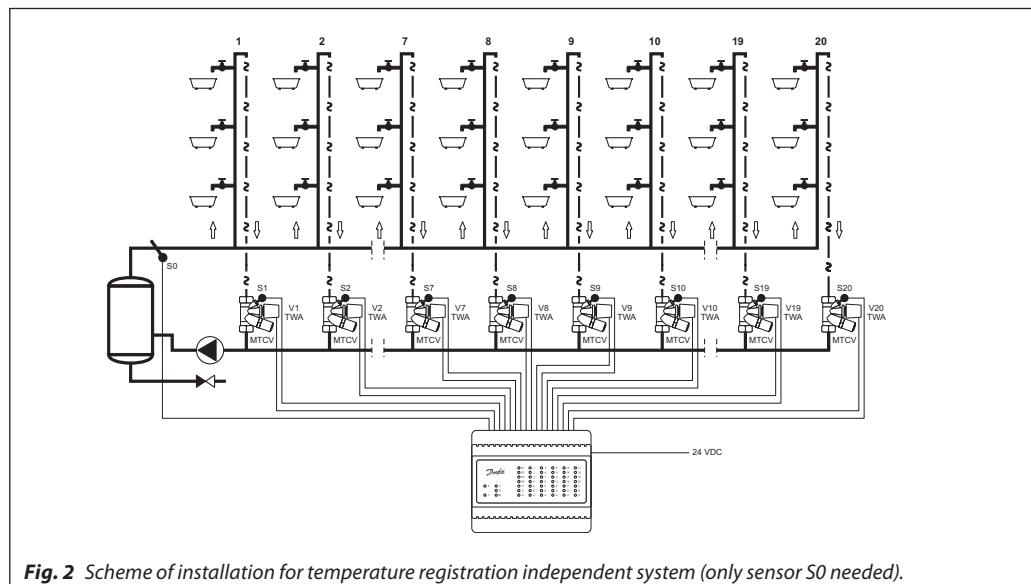 1 2 7 8 9 10 19 20
S0
S1 S2 S7 S8 S9 S10 S19 S20
V1 V2 V7 V8 V9 V10 V19 V20
TWA TWA TWA TWA TWA TWA TWA TWA
MTCV MTCV MTCV MTCV MTCV MTCV MTCV MTCV
24 VDC
Danfoss
Fig. 2 Scheme of installation for temperature registration independent system (only sensor S0 needed).